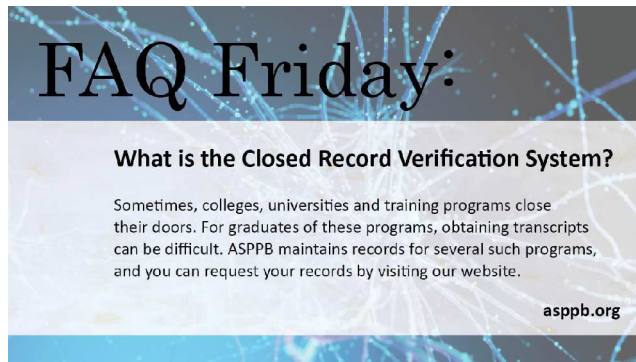 FAQ Friday:
What is the Closed Record Verification System?
Sometimes, colleges, universities and training programs close
their doors. For graduates of these programs, obtaining transcripts
can be difficult. ASPPB maintains records for several such programs,
and you can request your records by visiting our website.
asppb.org